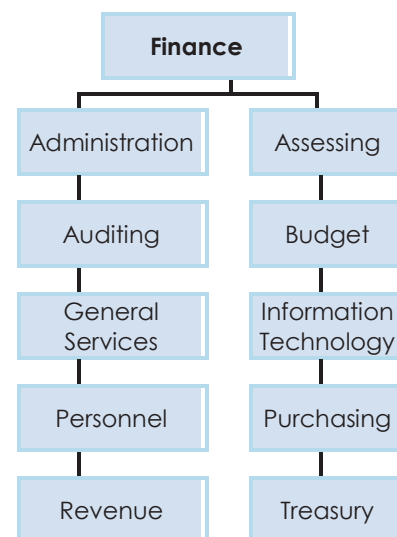 Finance
Administration
Assessing
Auditing
Budget
General
Services
Information
Technology
Personnel
Purchasing
Revenue
Treasury